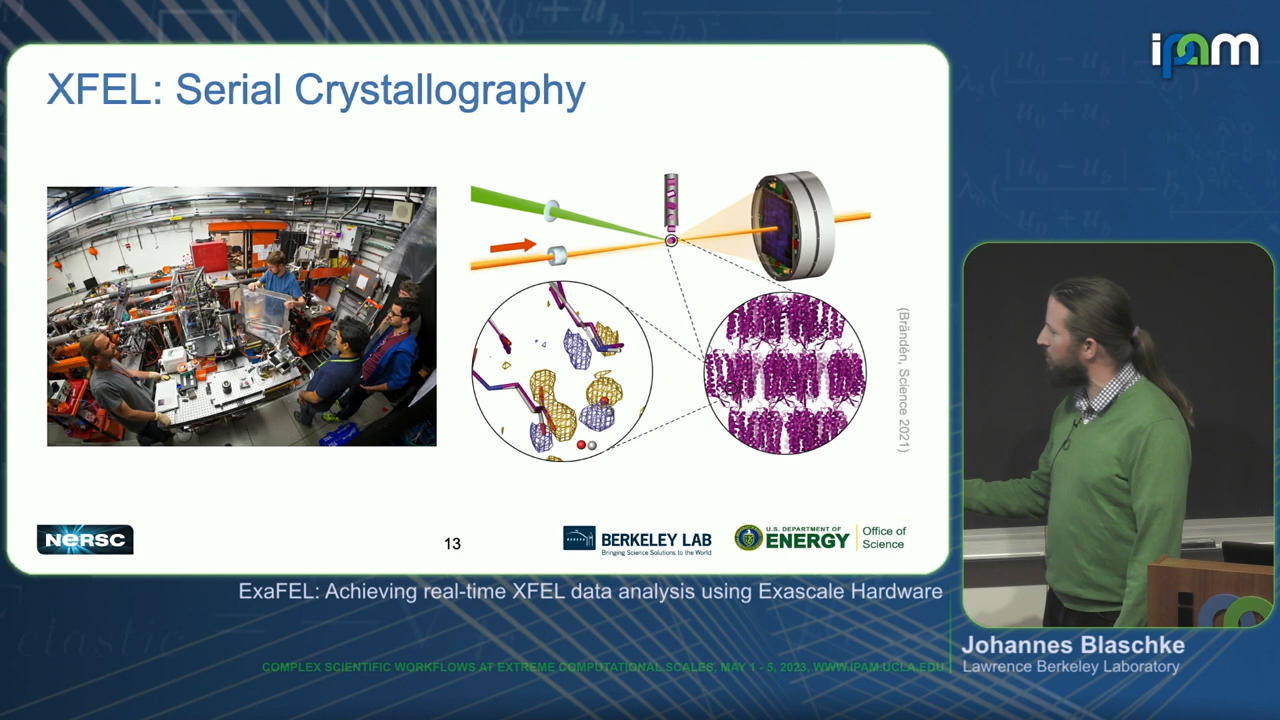 ipam
XFEL: Serial Crystallography
(Brändén, Science 2021)
NERSC
13
BERKELEY LAB
Bringing Science Solutions to the World
U.S. DEPARTMENT OF
ENERGY
Office of
Science
ExaFEL: Achieving real-time XFEL data analysis using Exascale Hardware
Johannes Blaschke
Lawrence Berkeley Laboratory
COMPLEX SCIENTIFIC WORKFLOWS AT EXTREME COMPUTATIONAL SCALES, MAY 1 - 5, 2023, WWW.IPAM.UCLA.EDU